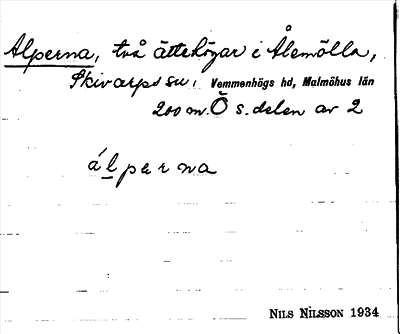 Alperna, två ättehögar i Ålemölla,
Skivarps sn, Vemmenhögs hd, Malmöhus län
200 m. Ö s. delen av 2
álperna
NILS NILSSON 1934